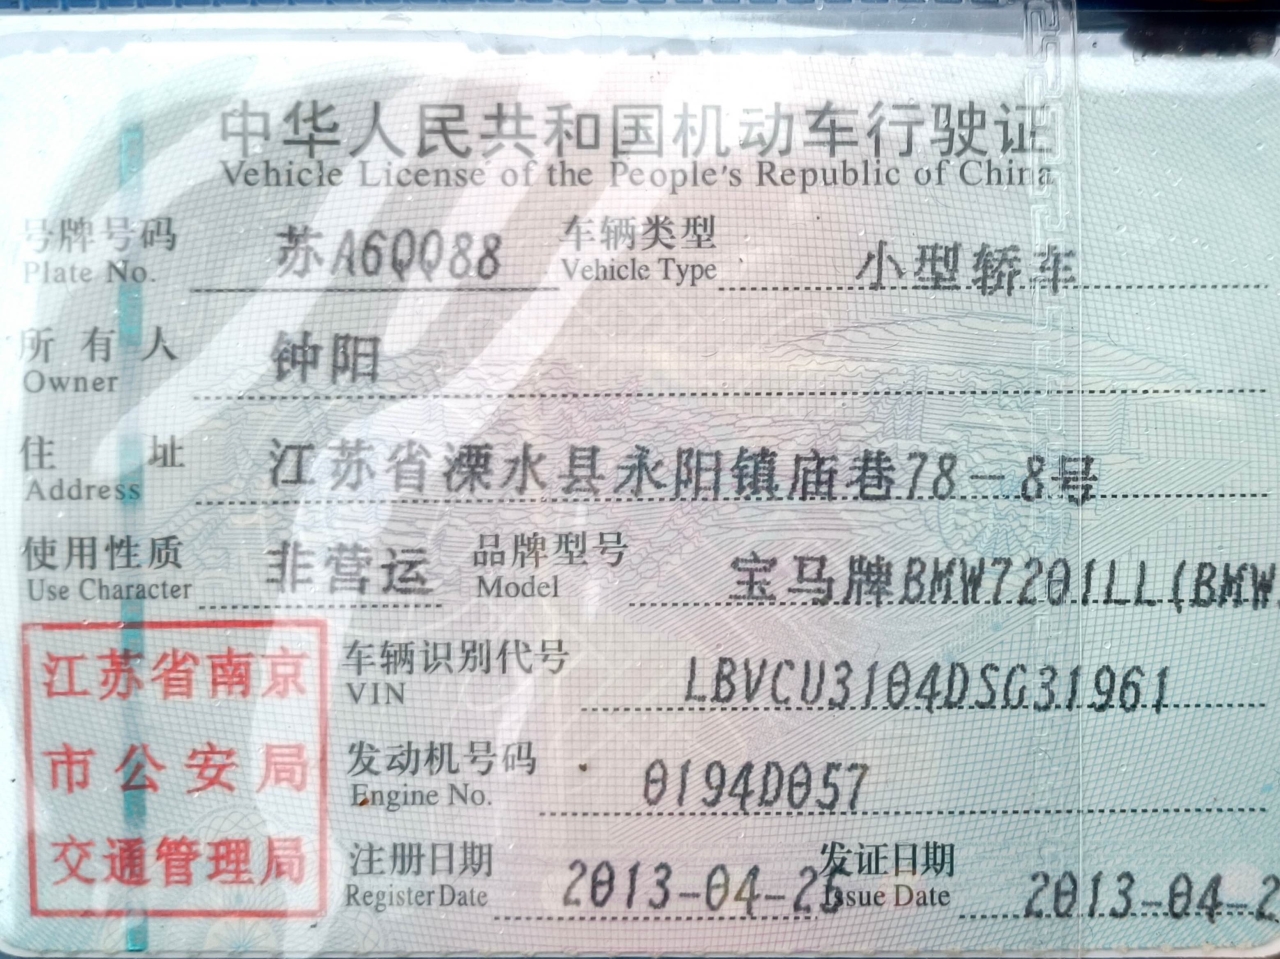 中华人民共和国机动车行驶证
Vehicle License of the People's Republic of China
号牌号码 苏A6QQ88 车辆类型 小型轿车
Plate No. Vehicle Type
所有人 钟阳
Owner
住址 江苏省溧水县永阳镇庙巷78-8号
Address
使用性质 非营运 品牌型号 宝马牌BMW7201LL(BMW
Use Character Model
江苏省南京
市公安局
交通管理局
车辆识别代号 LBVCU3104DSG31961
VIN
发动机号码 0194D057
Engine No.
注册日期 2013-04-26 发证日期 2013-04-2
Register Date Issue Date